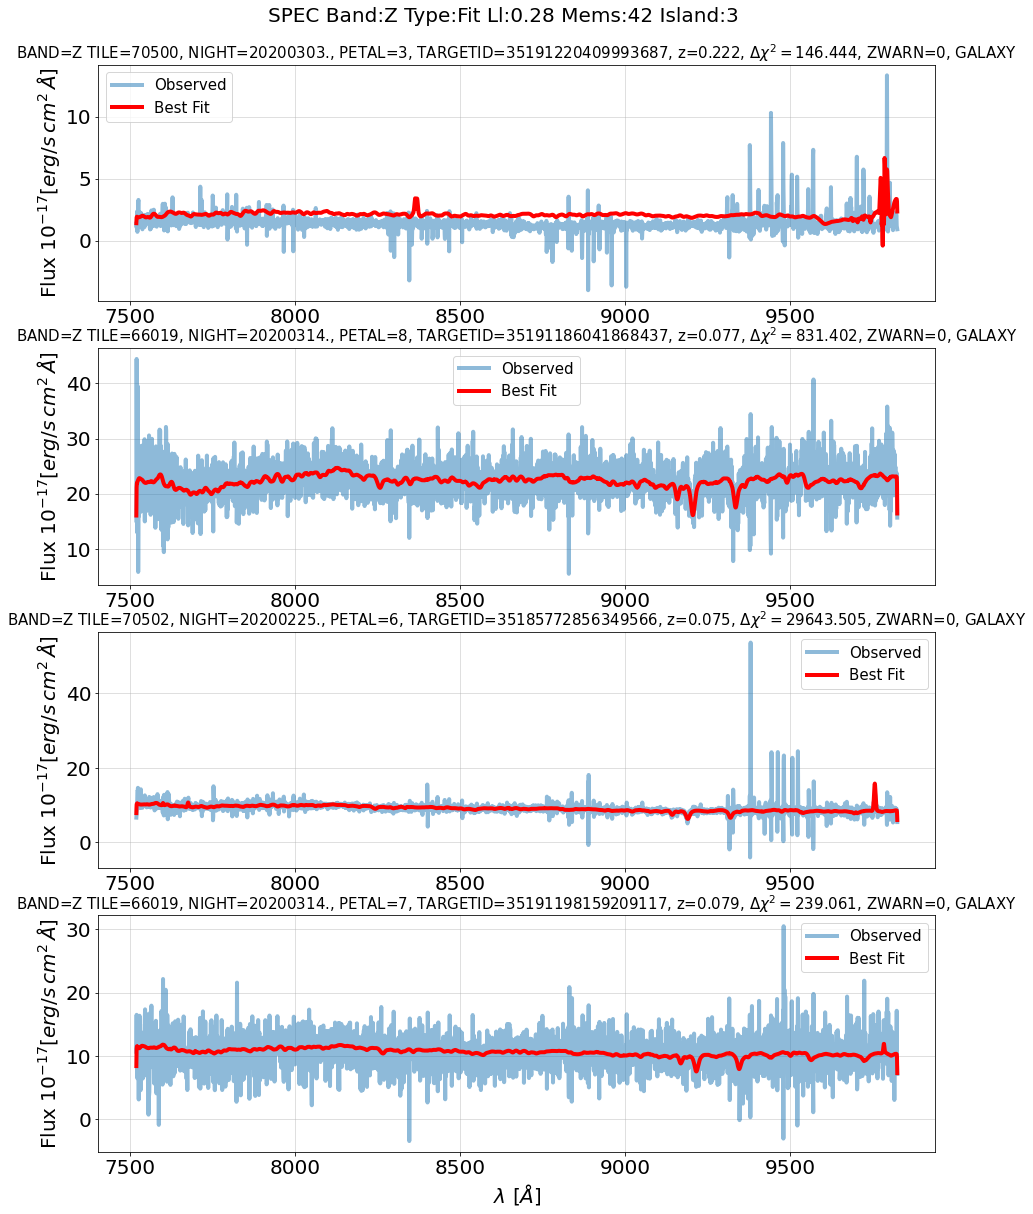 SPEC Band:Z Type:Fit Ll:0.28 Mems:42 Island:3
BAND=Z TILE=70500, NIGHT=20200303., PETAL=3, TARGETID=35191220409993687, z=0.222, Δχ² = 146.444, ZWARN=0, GALAXY
Observed
Best Fit
10
5
0
Flux 10⁻¹⁷[erg/s cm² Å]
7500 8000 8500 9000 9500
BAND=Z TILE=66019, NIGHT=20200314., PETAL=8, TARGETID=35191186041868437, z=0.077, Δχ² = 831.402, ZWARN=0, GALAXY
Observed
Best Fit
40
30
20
10
Flux 10⁻¹⁷[erg/s cm² Å]
7500 8000 8500 9000 9500
BAND=Z TILE=70502, NIGHT=20200225., PETAL=6, TARGETID=35185772856349566, z=0.075, Δχ² = 29643.505, ZWARN=0, GALAXY
Observed
Best Fit
40
20
0
Flux 10⁻¹⁷[erg/s cm² Å]
7500 8000 8500 9000 9500
BAND=Z TILE=66019, NIGHT=20200314., PETAL=7, TARGETID=35191198159209117, z=0.079, Δχ² = 239.061, ZWARN=0, GALAXY
Observed
Best Fit
30
20
10
0
Flux 10⁻¹⁷[erg/s cm² Å]
7500 8000 8500 9000 9500
λ [Å]